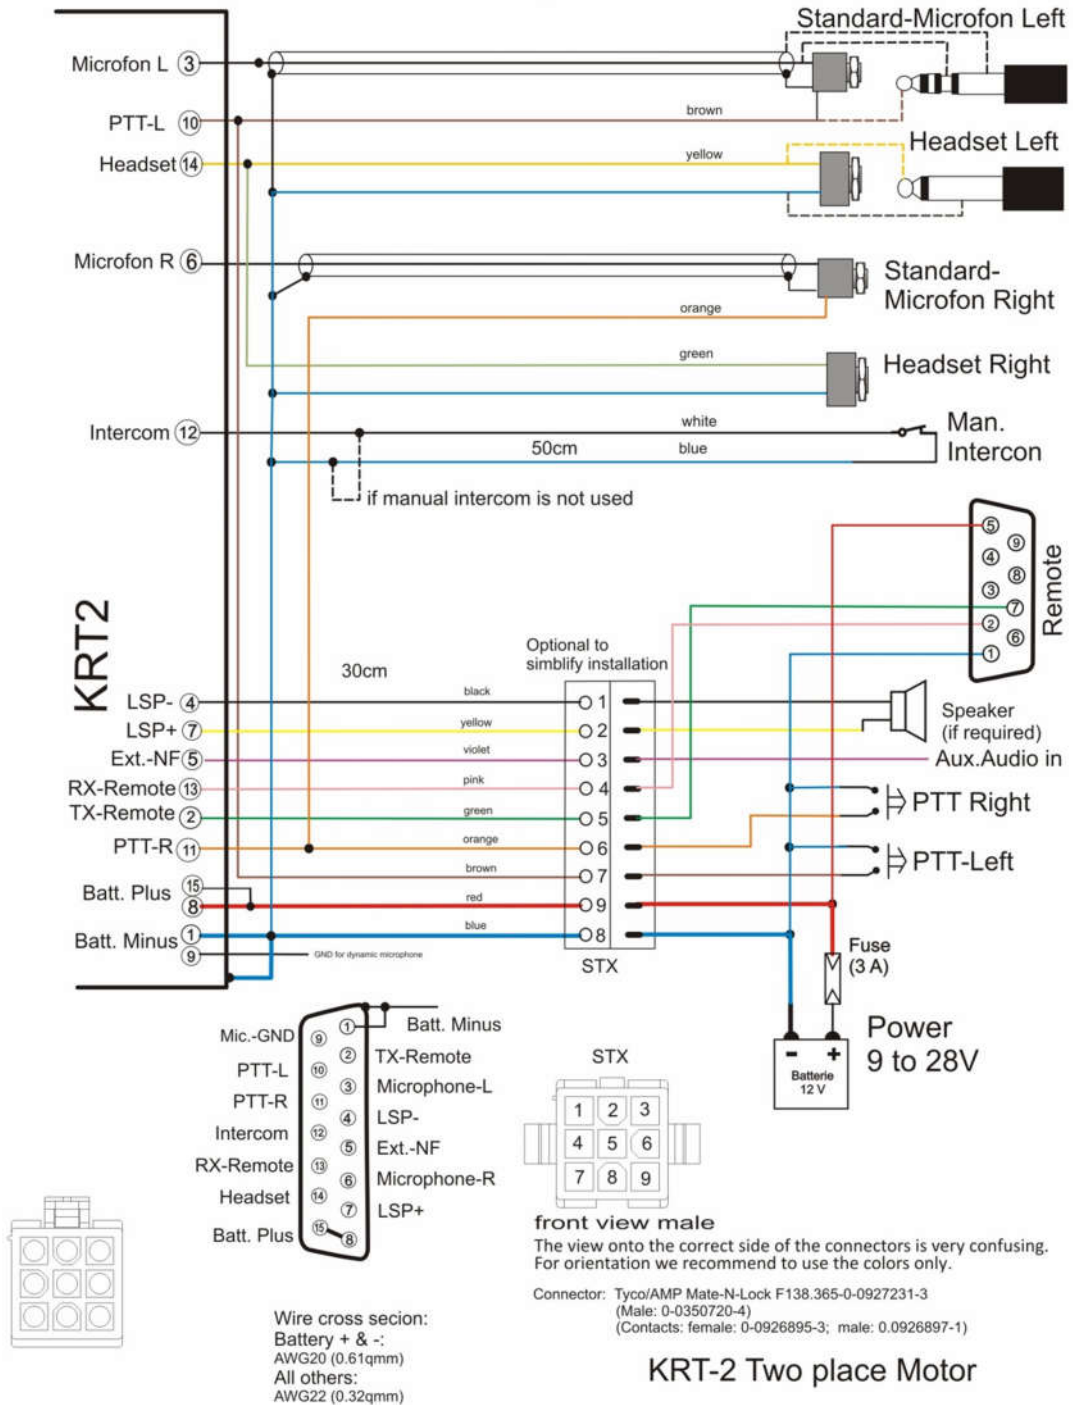 Standard-Microfon Left
Microfon L 3
brown
PTT-L 10
Headset 14
yellow
Headset Left
Microfon R 6
Standard-
Microfon Right
orange
green
Headset Right
Intercom 12
white
Man.
Intercon
50cm
blue
if manual intercom is not used
5
9
4
8
3
7
2
6
1
Remote
KRT2
Optional to
simblify installation
30cm
LSP- 4
black
1
LSP+ 7
yellow
2
Speaker
(if required)
Ext.-NF 5
violet
3
Aux.Audio in
RX-Remote 13
pink
4
PTT Right
TX-Remote 2
green
5
PTT-R 11
orange
6
PTT-Left
brown
7
Batt. Plus
15
8
red
9
Batt. Minus
1
9
blue
8
GND for dynamic microphone
STX
Fuse
(3 A)
Power
9 to 28V
- +
Batterie
12 V
1 Batt. Minus
Mic.-GND 9
2 TX-Remote
PTT-L 10
3 Microphone-L
PTT-R 11
4 LSP-
Intercom 12
5 Ext.-NF
RX-Remote 13
6 Microphone-R
Headset 14
7 LSP+
Batt. Plus 15
8
STX
1 2 3
4 5 6
7 8 9
front view male
The view onto the correct side of the connectors is very confusing.
For orientation we recommend to use the colors only.
Connector: Tyco/AMP Mate-N-Lock F138.365-0-0927231-3
(Male: 0-0350720-4)
(Contacts: female: 0-0926895-3; male: 0.0926897-1)
Wire cross secion:
Battery + & -:
AWG20 (0.61qmm)
All others:
AWG22 (0.32qmm)
KRT-2 Two place Motor